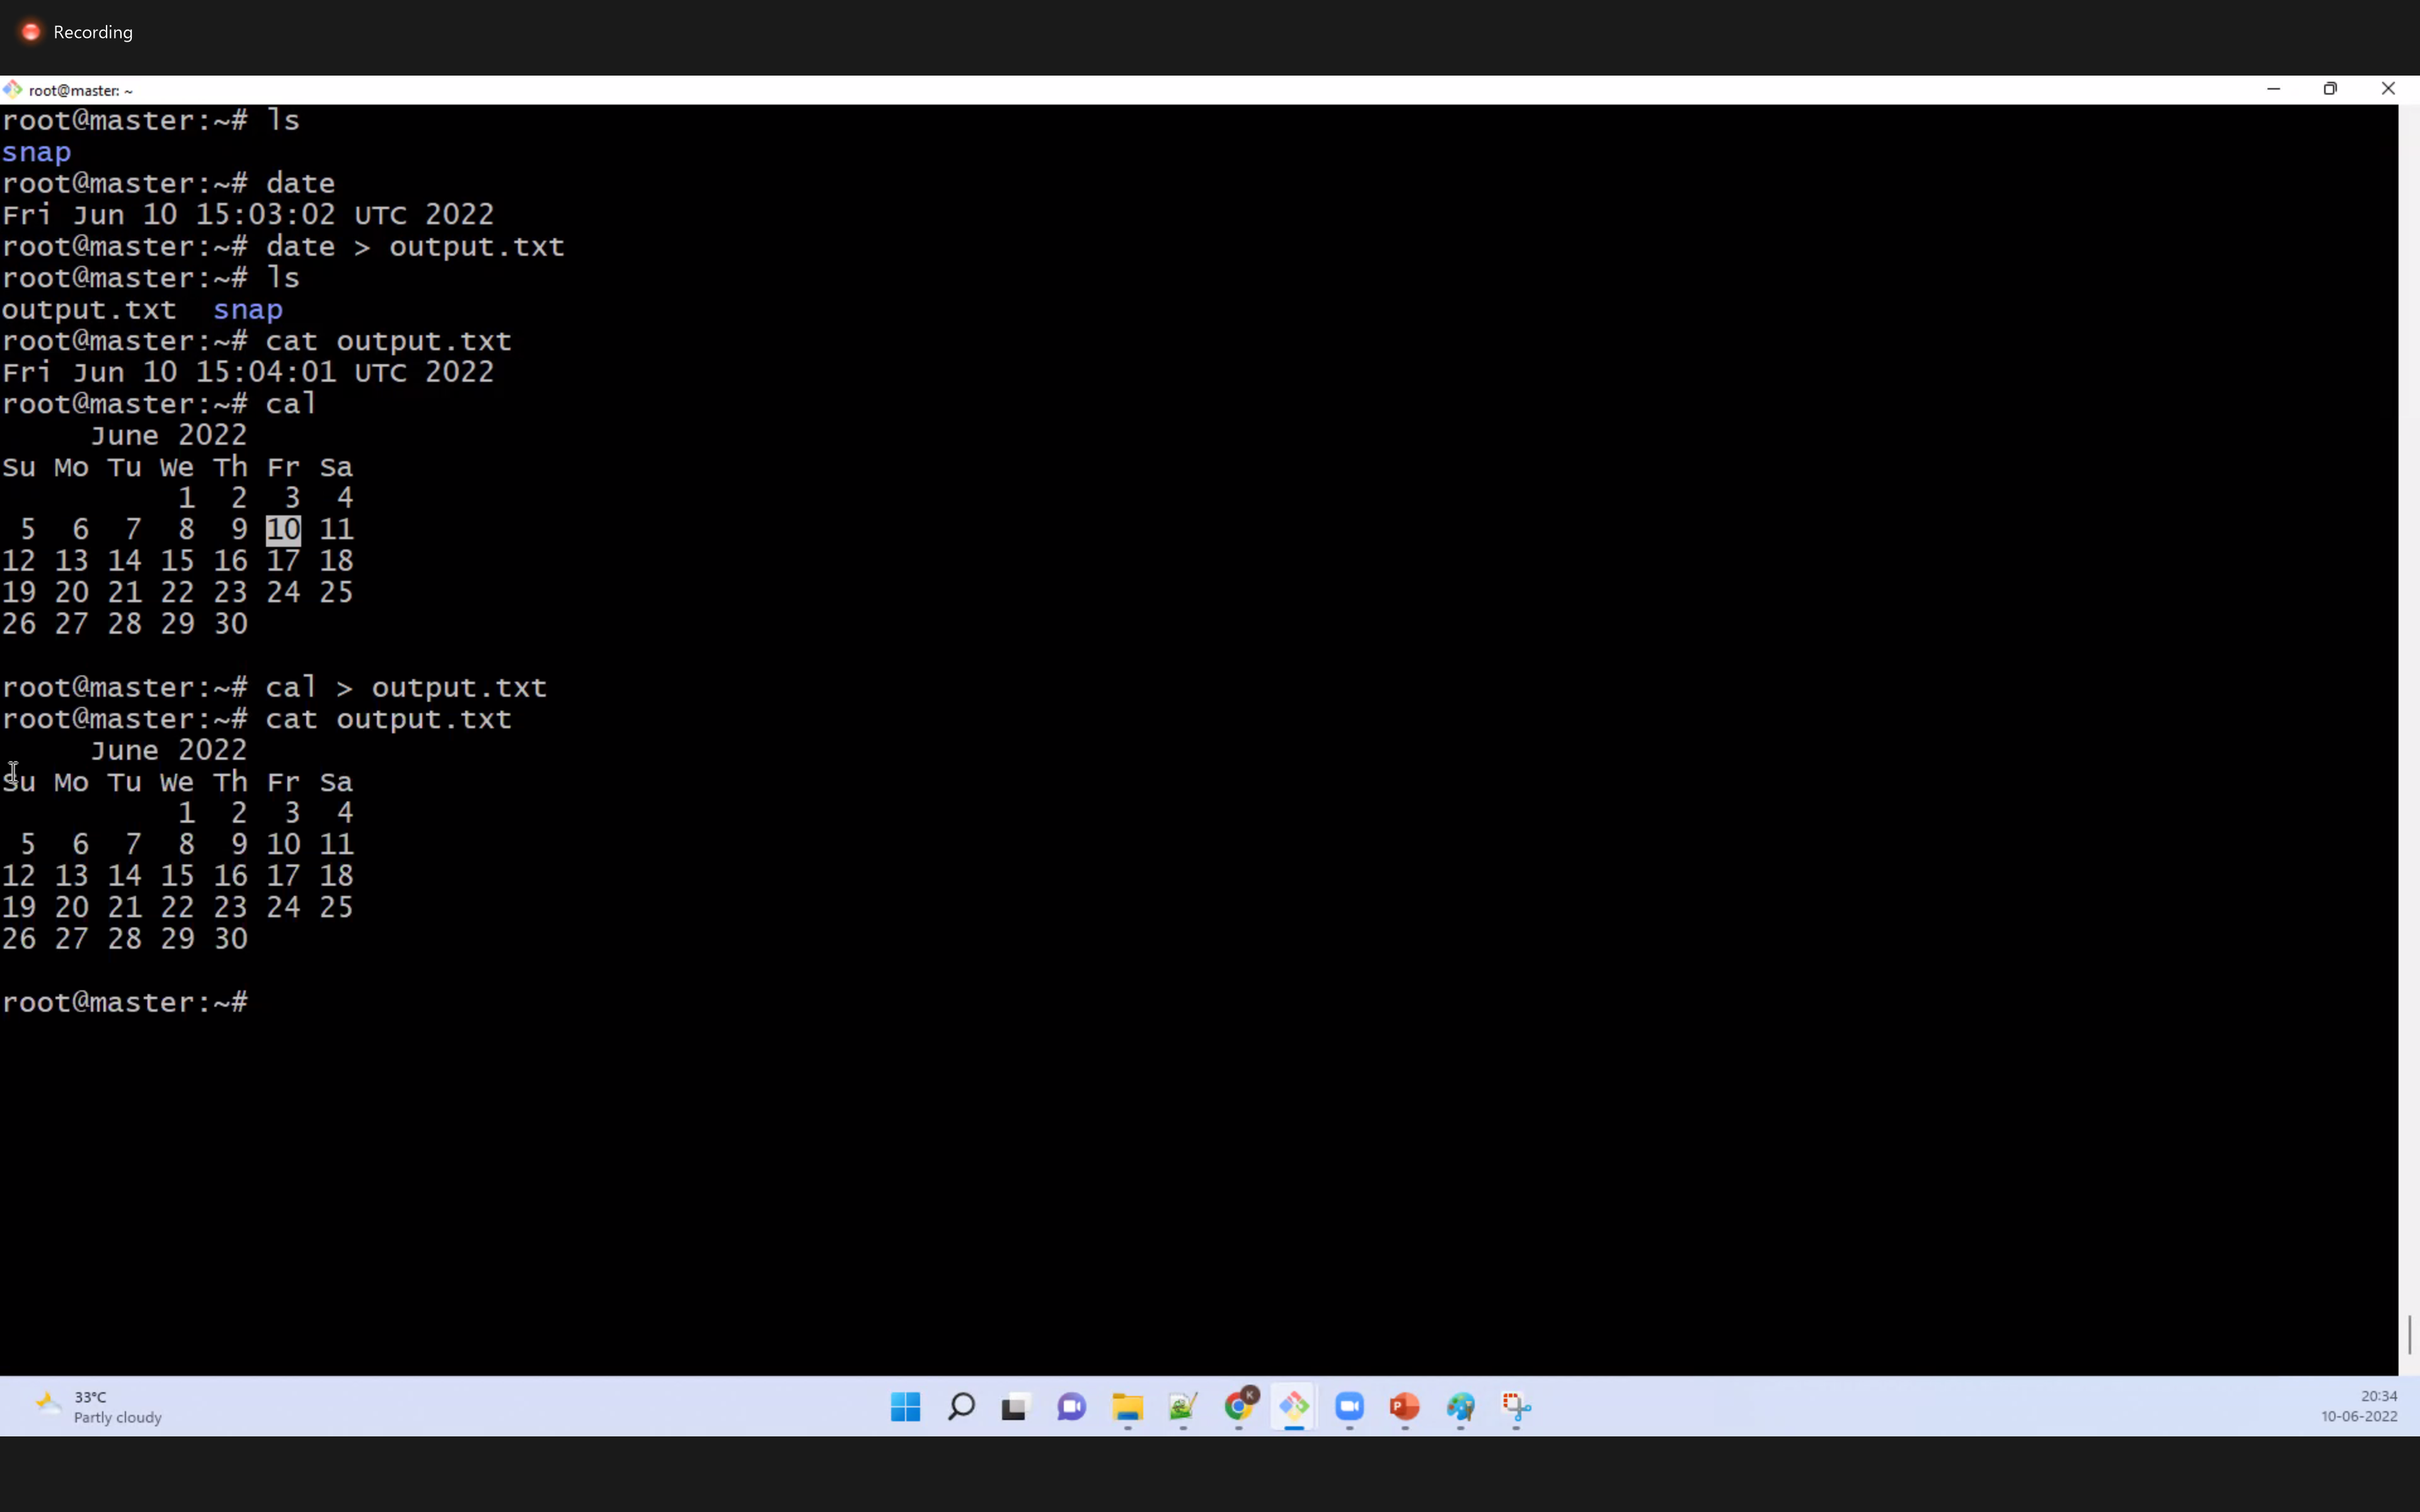 Recording
root@master: ~
root@master:~# ls
snap
root@master:~# date
Fri Jun 10 15:03:02 UTC 2022
root@master:~# date > output.txt
root@master:~# ls
output.txt  snap
root@master:~# cat output.txt
Fri Jun 10 15:04:01 UTC 2022
root@master:~# cal
     June 2022
Su Mo Tu We Th Fr Sa
          1  2  3  4
 5  6  7  8  9 10 11
12 13 14 15 16 17 18
19 20 21 22 23 24 25
26 27 28 29 30

root@master:~# cal > output.txt
root@master:~# cat output.txt
     June 2022
Su Mo Tu We Th Fr Sa
          1  2  3  4
 5  6  7  8  9 10 11
12 13 14 15 16 17 18
19 20 21 22 23 24 25
26 27 28 29 30

root@master:~#
33°C
Partly cloudy
K
P
20:34
10-06-2022